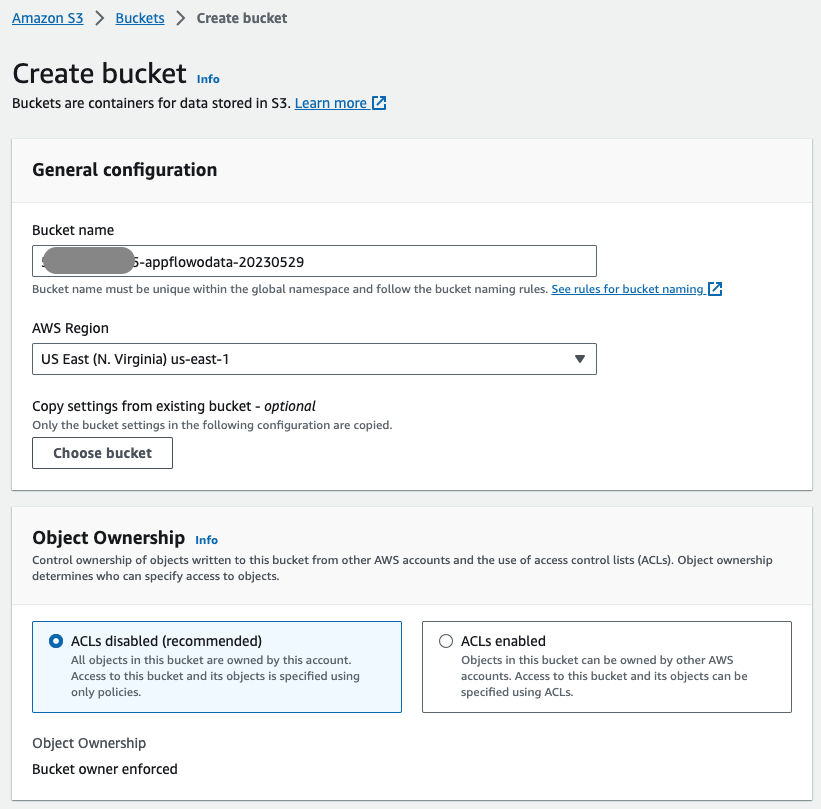 Amazon S3 > Buckets > Create bucket
Create bucket Info
Buckets are containers for data stored in S3. Learn more
General configuration
Bucket name
5-appflowodata-20230529
Bucket name must be unique within the global namespace and follow the bucket naming rules. See rules for bucket naming
AWS Region
US East (N. Virginia) us-east-1
Copy settings from existing bucket - optional
Only the bucket settings in the following configuration are copied.
Choose bucket
Object Ownership Info
Control ownership of objects written to this bucket from other AWS accounts and the use of access control lists (ACLs). Object ownership
determines who can specify access to objects.
ACLs disabled (recommended)
All objects in this bucket are owned by this account.
Access to this bucket and its objects is specified using
only policies.
ACLs enabled
Objects in this bucket can be owned by other AWS
accounts. Access to this bucket and its objects can be
specified using ACLs.
Object Ownership
Bucket owner enforced